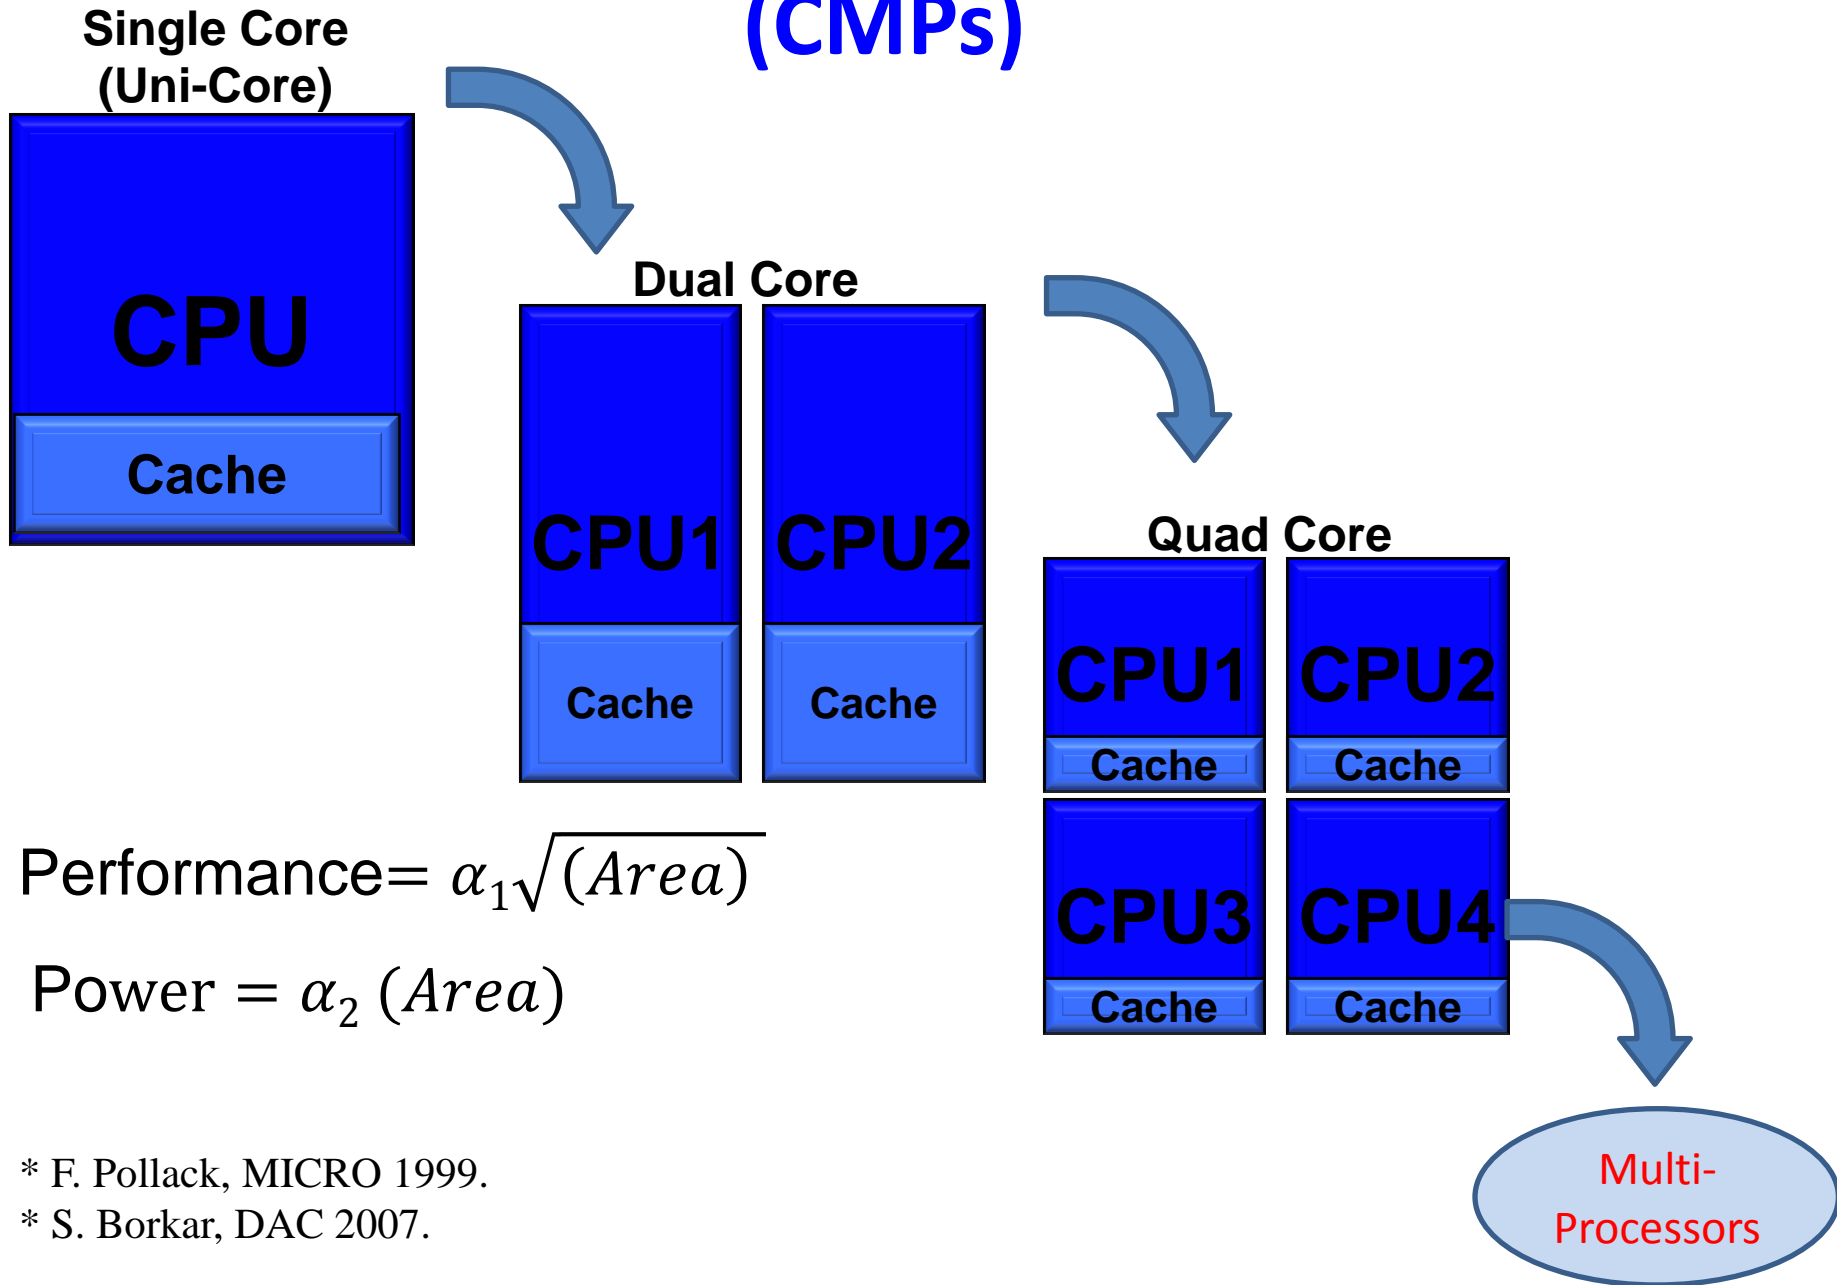 (CMPs)
Single Core
(Uni-Core)
CPU
Cache
Dual Core
CPU1 CPU2
Cache Cache
Quad Core
CPU1 CPU2
Cache Cache
CPU3 CPU4
Cache Cache
Performance= α₁√(Area)
Power = α₂ (Area)
* F. Pollack, MICRO 1999.
* S. Borkar, DAC 2007.
Multi-
Processors